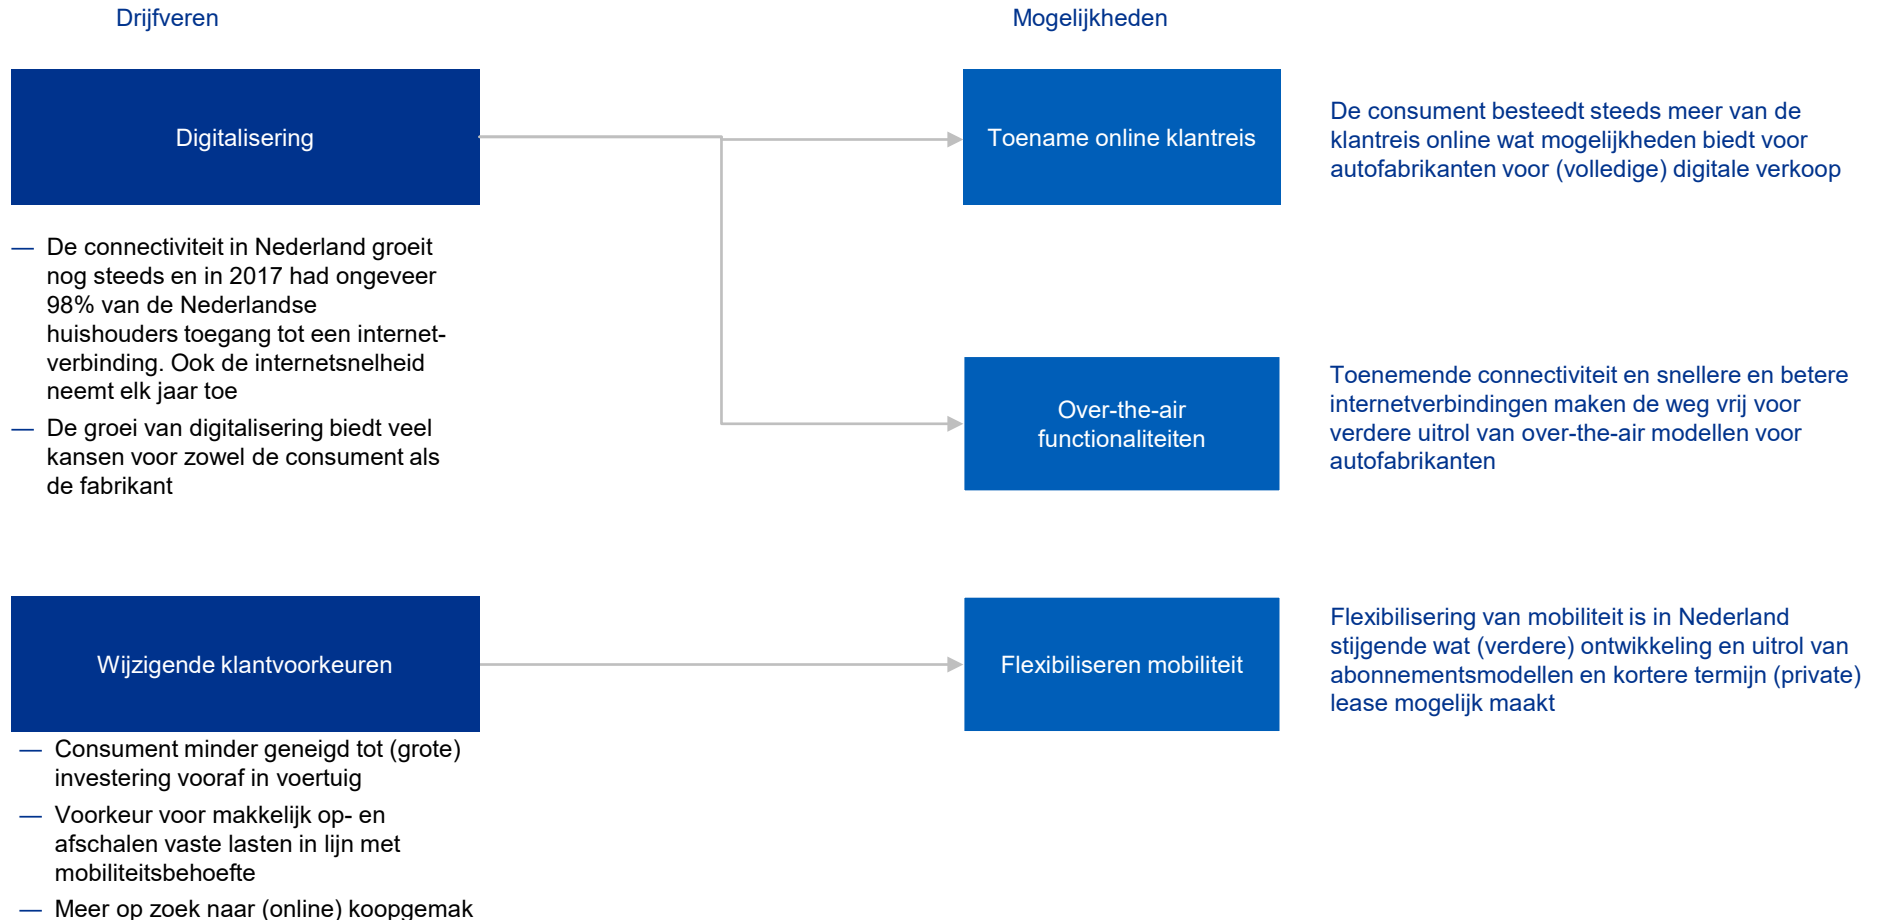 Drijfveren
Mogelijkheden
Digitalisering
Toename online klantreis
De consument besteedt steeds meer van de
klantreis online wat mogelijkheden biedt voor
autofabrikanten voor (volledige) digitale verkoop
— De connectiviteit in Nederland groeit
nog steeds en in 2017 had ongeveer
98% van de Nederlandse
huishouders toegang tot een internet-
verbinding. Ook de internetsnelheid
neemt elk jaar toe
— De groei van digitalisering biedt veel
kansen voor zowel de consument als
de fabrikant
Over-the-air
functionaliteiten
Toenemende connectiviteit en snellere en betere
internetverbindingen maken de weg vrij voor
verdere uitrol van over-the-air modellen voor
autofabrikanten
Wijzigende klantvoorkeuren
Flexibiliseren mobiliteit
Flexibilisering van mobiliteit is in Nederland
stijgende wat (verdere) ontwikkeling en uitrol van
abonnementsmodellen en kortere termijn (private)
lease mogelijk maakt
— Consument minder geneigd tot (grote)
investering vooraf in voertuig
— Voorkeur voor makkelijk op- en
afschalen vaste lasten in lijn met
mobiliteitsbehoefte
— Meer op zoek naar (online) koopgemak